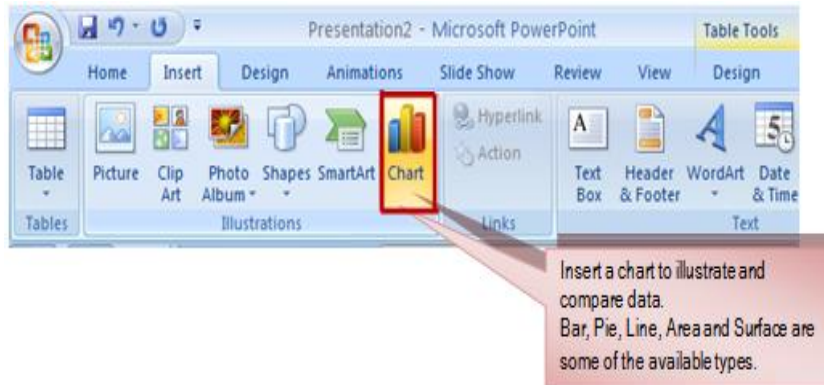 Presentation2 - Microsoft PowerPoint
Table Tools
Home Insert Design Animations Slide Show Review View Design
Table
Picture
Clip
Art
Photo
Album
Shapes
SmartArt
Chart
Hyperlink
Action
A
Text
Box
Header
& Footer
A
WordArt
5
Date
& Time
Tables
Illustrations
Links
Text
Insert a chart to illustrate and
compare data.
Bar, Pie, Line, Area and Surface are
some of the available types.